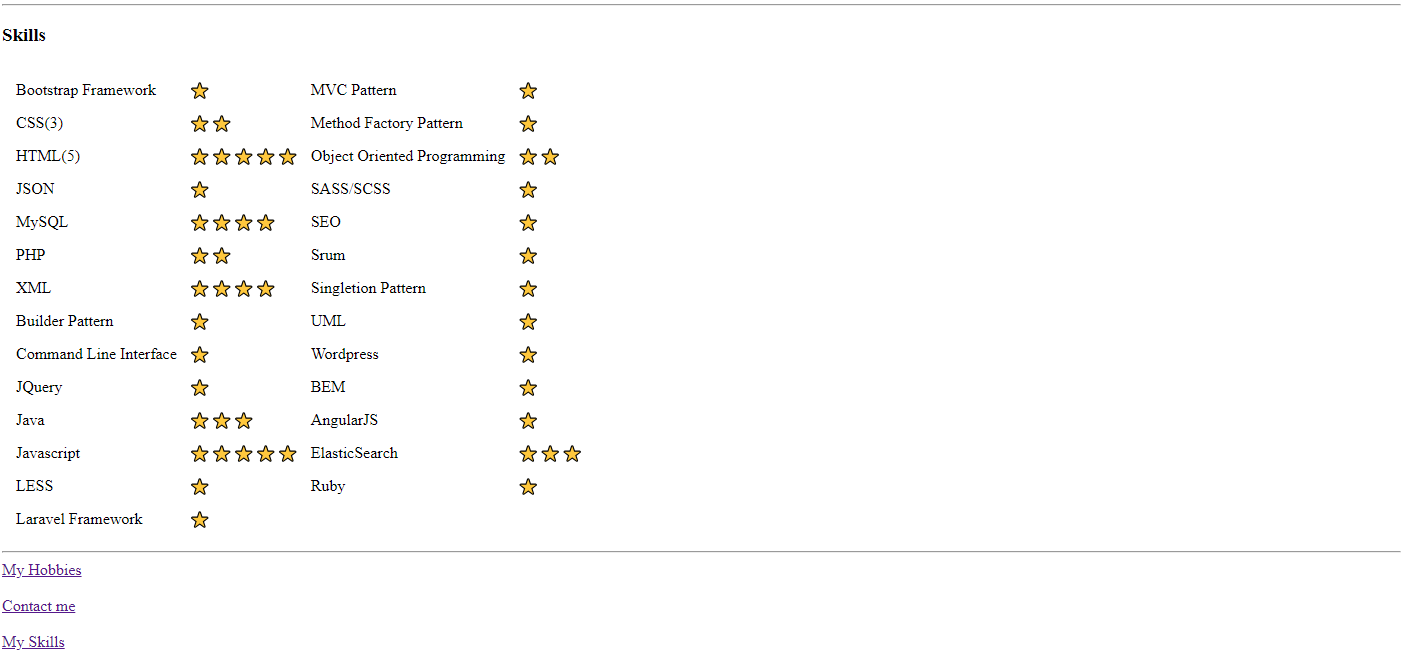 Skills
Bootstrap Framework MVC Pattern
CSS(3) Method Factory Pattern
HTML(5) Object Oriented Programming
JSON SASS/SCSS
MySQL SEO
PHP Srum
XML Singletion Pattern
Builder Pattern UML
Command Line Interface Wordpress
JQuery BEM
Java AngularJS
Javascript ElasticSearch
LESS Ruby
Laravel Framework
My Hobbies
Contact me
My Skills